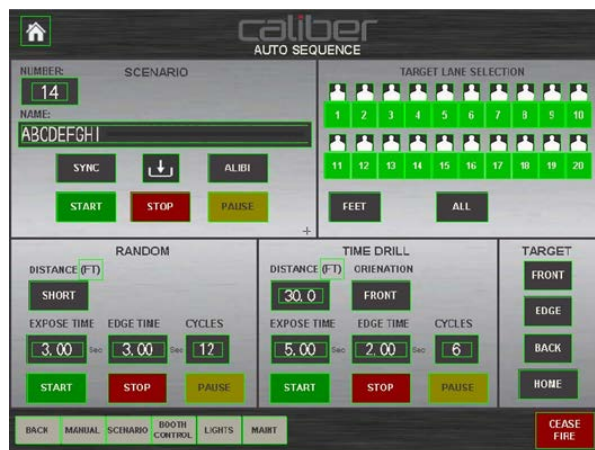 caliber
AUTO SEQUENCE
NUMBER: SCENARIO
14
NAME:
ABCDEFGHI
SYNC ALIBI
START STOP PAUSE
TARGET LANE SELECTION
1 2 3 4 5 6 7 8 9 10
11 12 13 14 15 16 17 18 19 20
FEET ALL
RANDOM
DISTANCE (FT)
SHORT
EXPOSE TIME EDGE TIME CYCLES
3.00 Sec 3.00 Sec 12
START STOP PAUSE
TIME DRILL
DISTANCE (FT) ORIENATION
30.0 FRONT
EXPOSE TIME EDGE TIME CYCLES
5.00 Sec 2.00 Sec 6
START STOP PAUSE
TARGET
FRONT
EDGE
BACK
HOME
BACK MANUAL SCENARIO BOOTH CONTROL LIGHTS MAINT
CEASE
FIRE